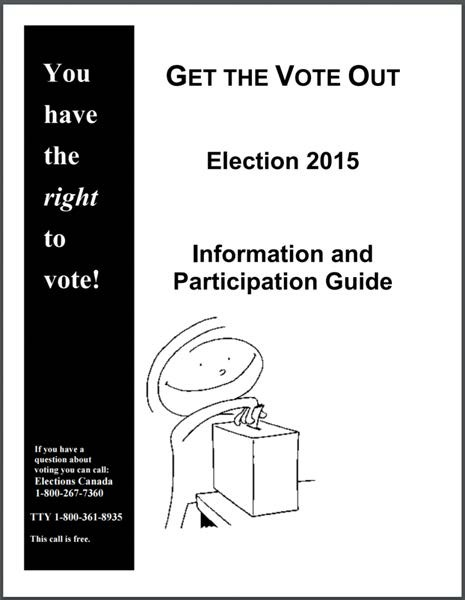 You
have
the
right
to
vote!
If you have a
question about
voting you can call:
Elections Canada
1-800-267-7360
TTY 1-800-361-8935
This call is free.
GET THE VOTE OUT
Election 2015
Information and
Participation Guide